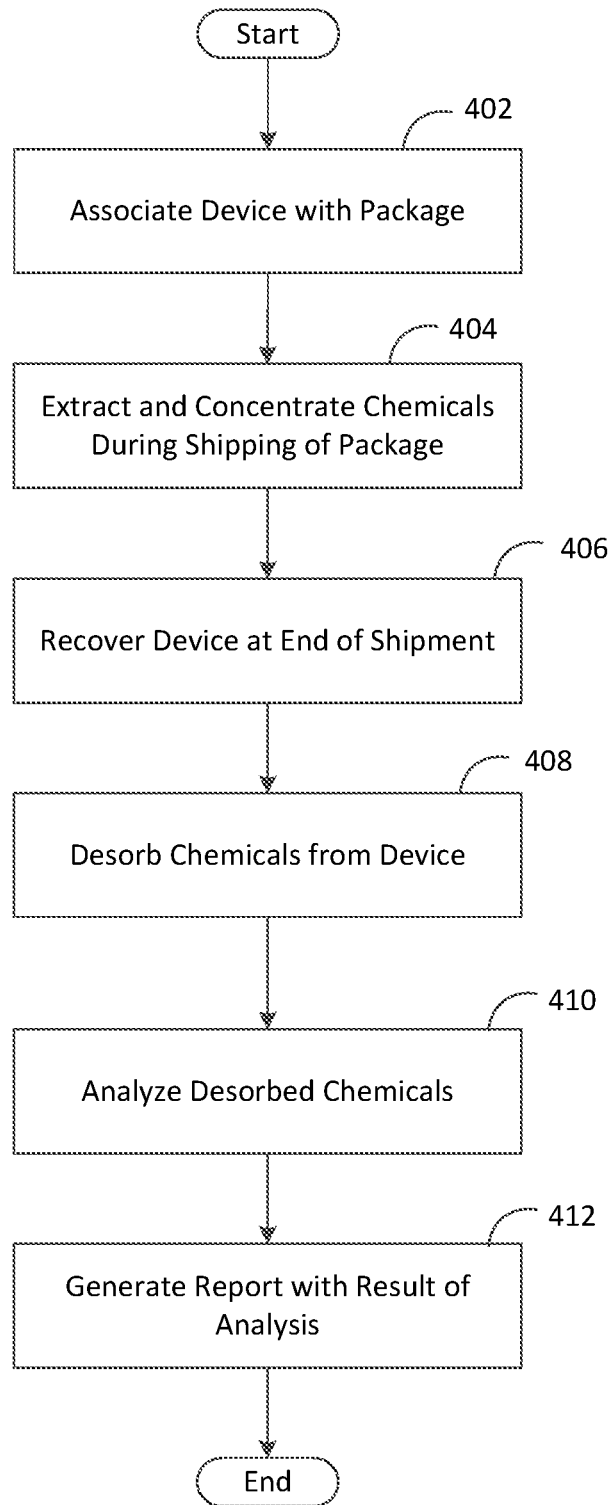 Start
402
Associate Device with Package
404
Extract and Concentrate Chemicals
During Shipping of Package
406
Recover Device at End of Shipment
408
Desorb Chemicals from Device
410
Analyze Desorbed Chemicals
412
Generate Report with Result of
Analysis
End